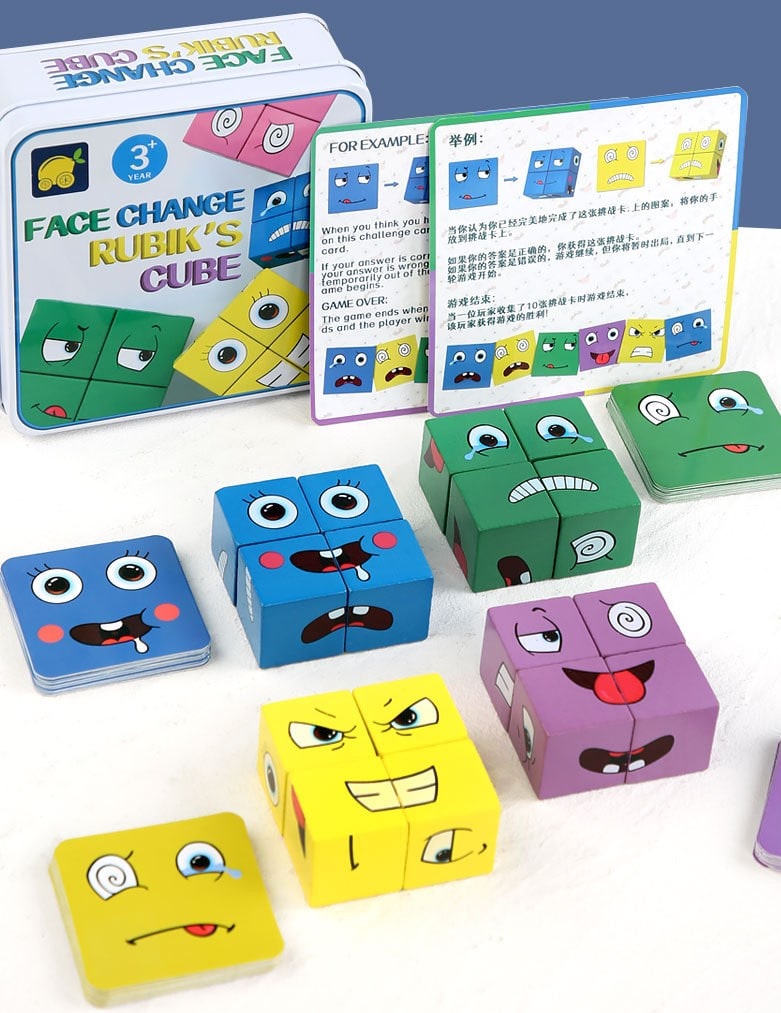 FACE CHANGE
RUBIK'S CUBE
3+
YEAR
FACE CHANGE
RUBIK'S
CUBE
FOR EXAMPLE:
When you think you h
on this challenge car
card.
If your answer is corr
your answer is wrong
temporarily out of the
ame begins.
GAME OVER:
The game ends when
ds and the player wir
举例：
当你认为你已经完美地完成了这张挑战卡.上的图案，将你的手
放到挑战卡上。
如果你的答案是正确的，你获得这张挑战卡。
如果你的答案是错误的，游戏继续，但你将暂时出局，直到下一
轮游戏开始。
游戏结束：
当一位玩家收集了10张挑战卡时游戏结束，
该玩家获得游戏的胜利！